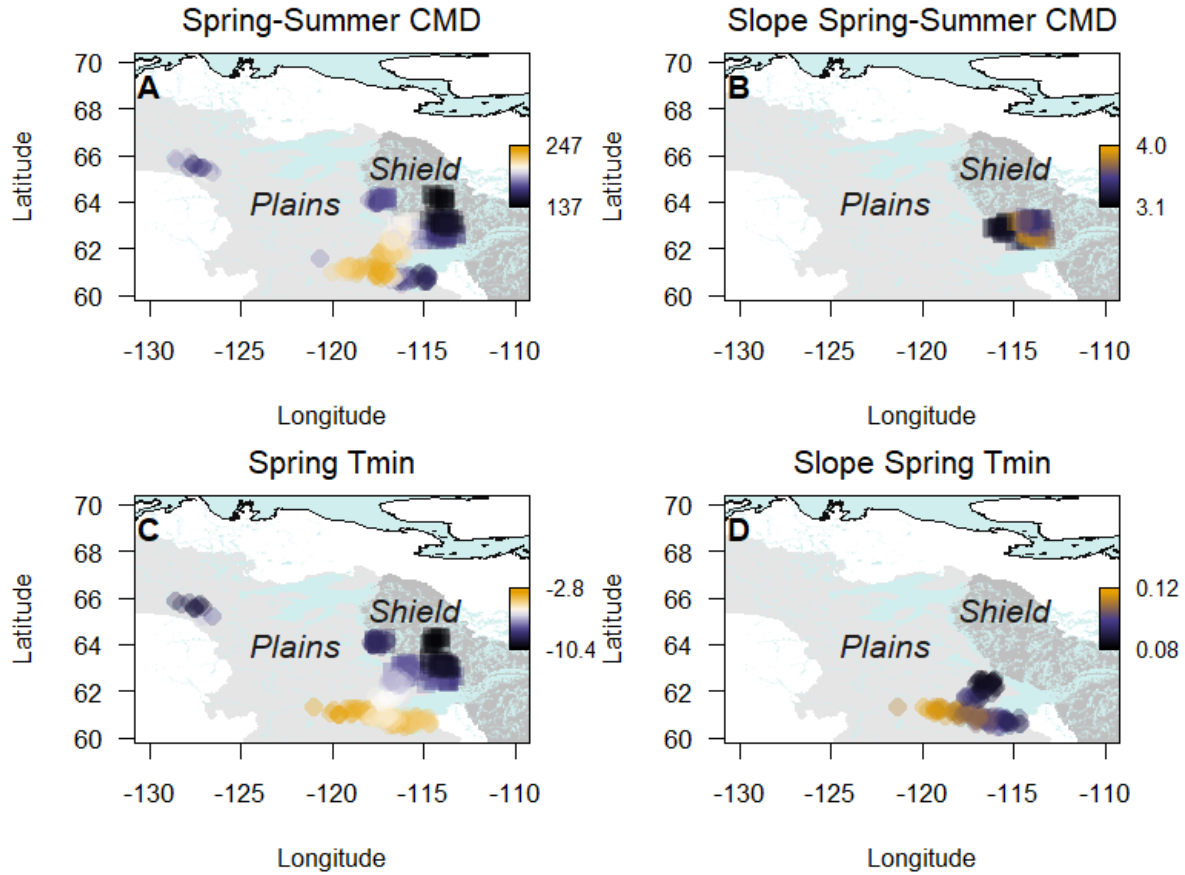 Spring-Summer CMD
A
70
68
66
64
62
60
Latitude
Shield
Plains
247
137
-130
-125
-120
-115
-110
Longitude
Slope Spring-Summer CMD
B
70
68
66
64
62
60
Latitude
Shield
Plains
4.0
3.1
-130
-125
-120
-115
-110
Longitude
Spring Tmin
C
70
68
66
64
62
60
Latitude
Shield
Plains
-2.8
-10.4
-130
-125
-120
-115
-110
Longitude
Slope Spring Tmin
D
70
68
66
64
62
60
Latitude
Shield
Plains
0.12
0.08
-130
-125
-120
-115
-110
Longitude